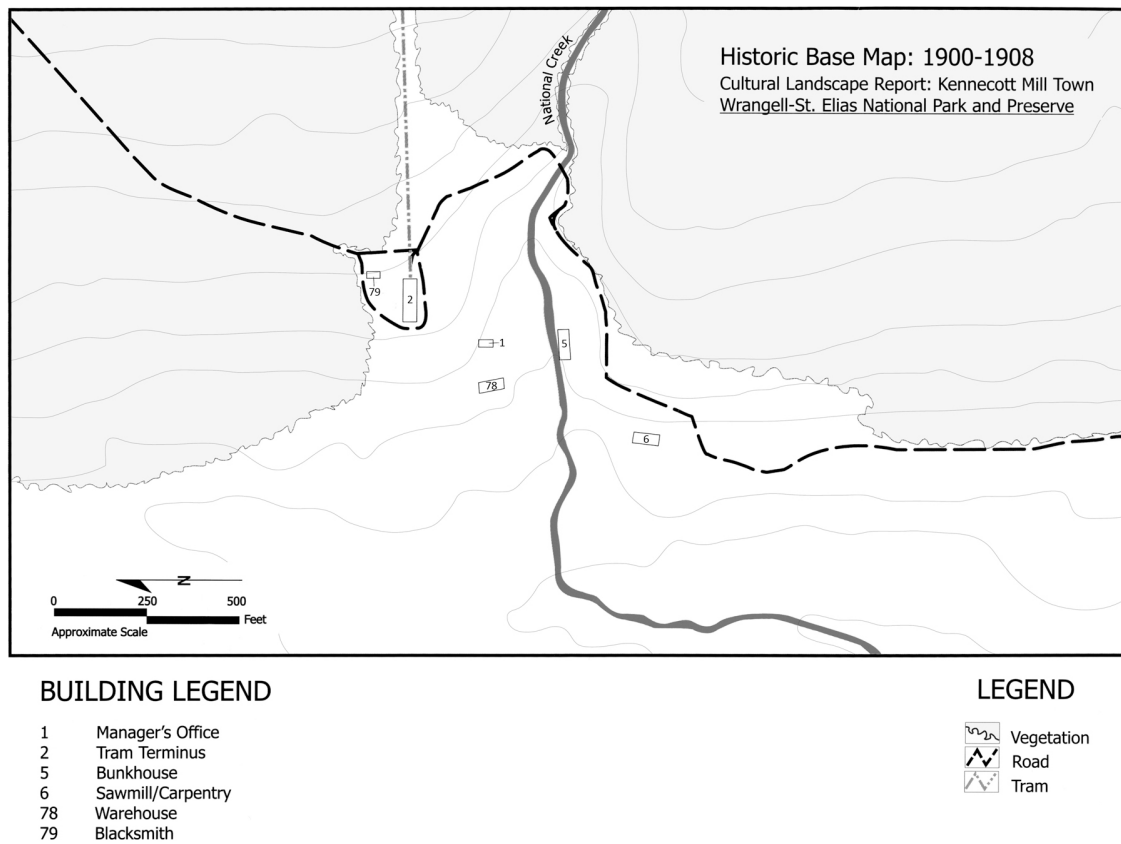 Historic Base Map: 1900-1908
Cultural Landscape Report: Kennecott Mill Town
Wrangell-St. Elias National Park and Preserve
National Creek
79
2
1
5
78
6
N
0 250 500
Feet
Approximate Scale
BUILDING LEGEND
1 Manager's Office
2 Tram Terminus
5 Bunkhouse
6 Sawmill/Carpentry
78 Warehouse
79 Blacksmith
LEGEND
Vegetation
Road
Tram